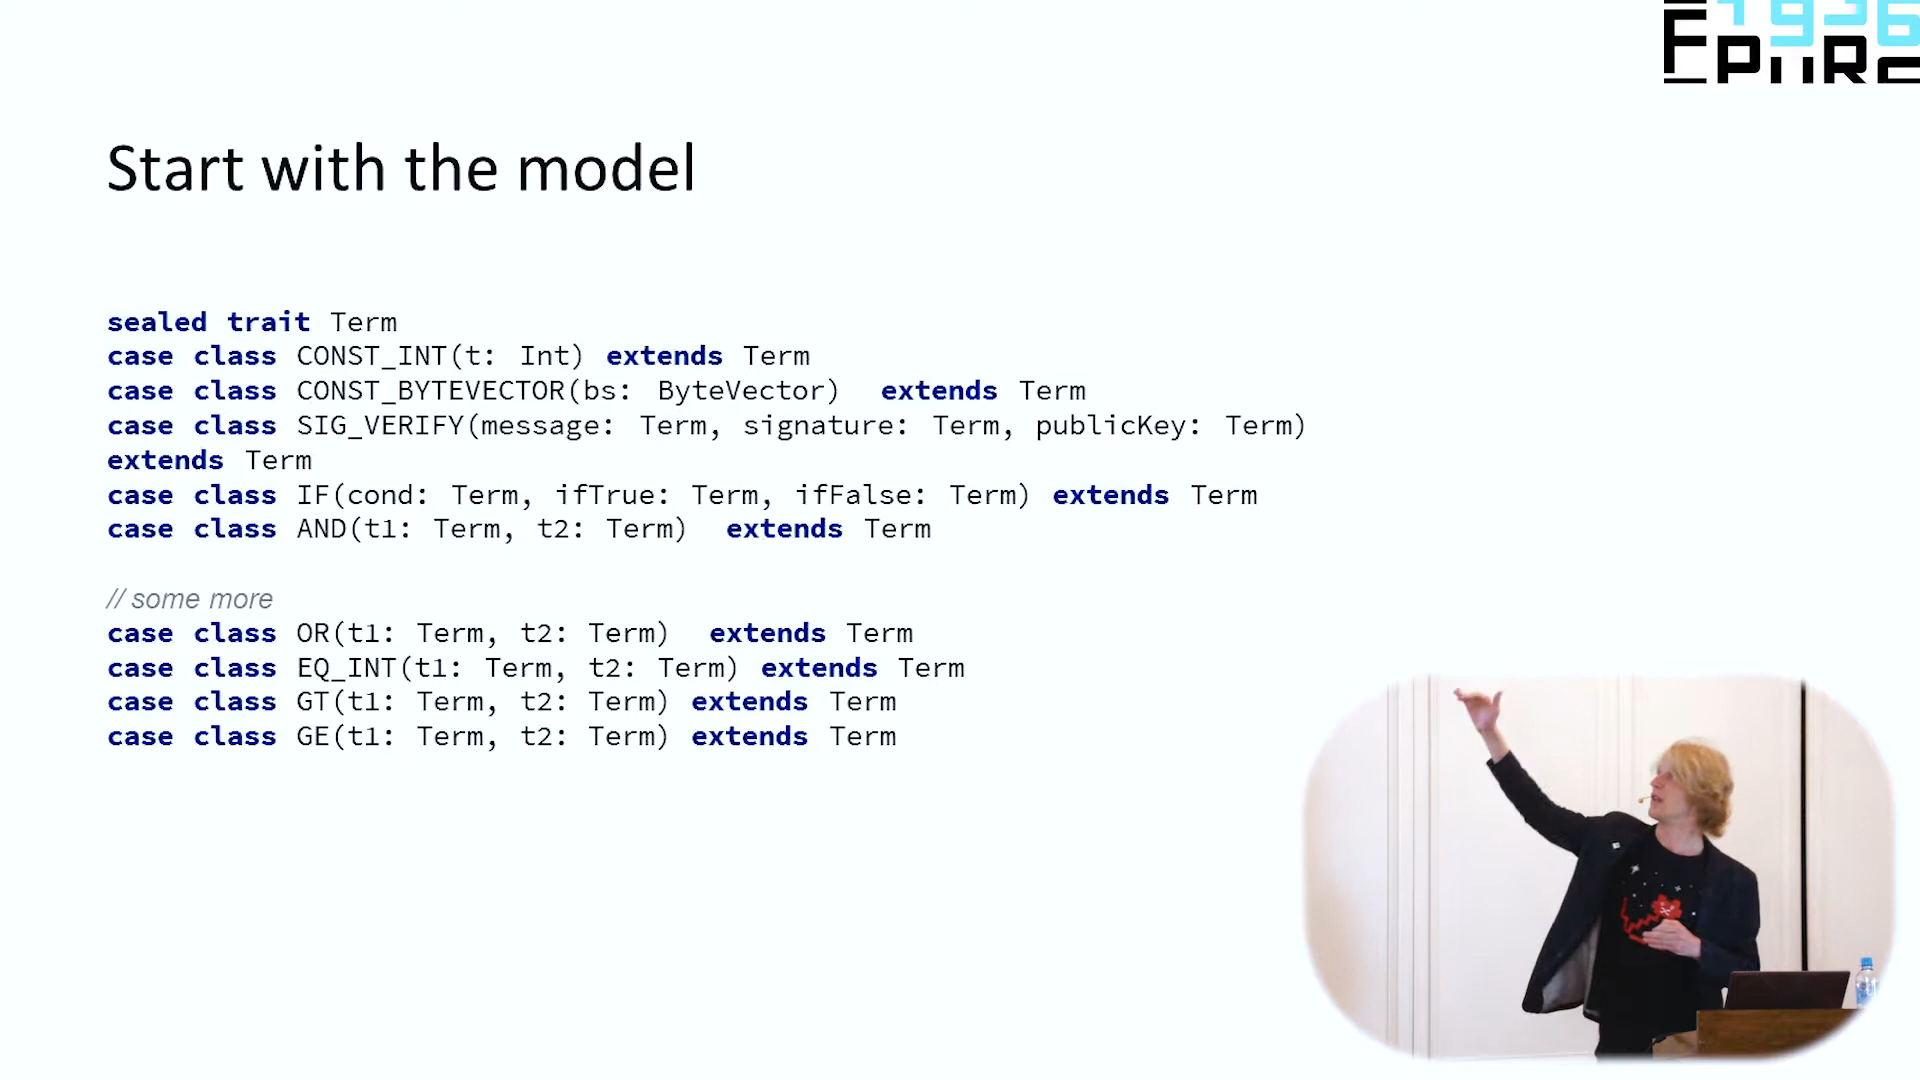 Start with the model
sealed trait Term
case class CONST_INT(t: Int) extends Term
case class CONST_BYTEVECTOR(bs: ByteVector) extends Term
case class SIG_VERIFY(message: Term, signature: Term, publicKey: Term)
extends Term
case class IF(cond: Term, ifTrue: Term, ifFalse: Term) extends Term
case class AND(t1: Term, t2: Term) extends Term
// some more
case class OR(t1: Term, t2: Term) extends Term
case class EQ_INT(t1: Term, t2: Term) extends Term
case class GT(t1: Term, t2: Term) extends Term
case class GE(t1: Term, t2: Term) extends Term